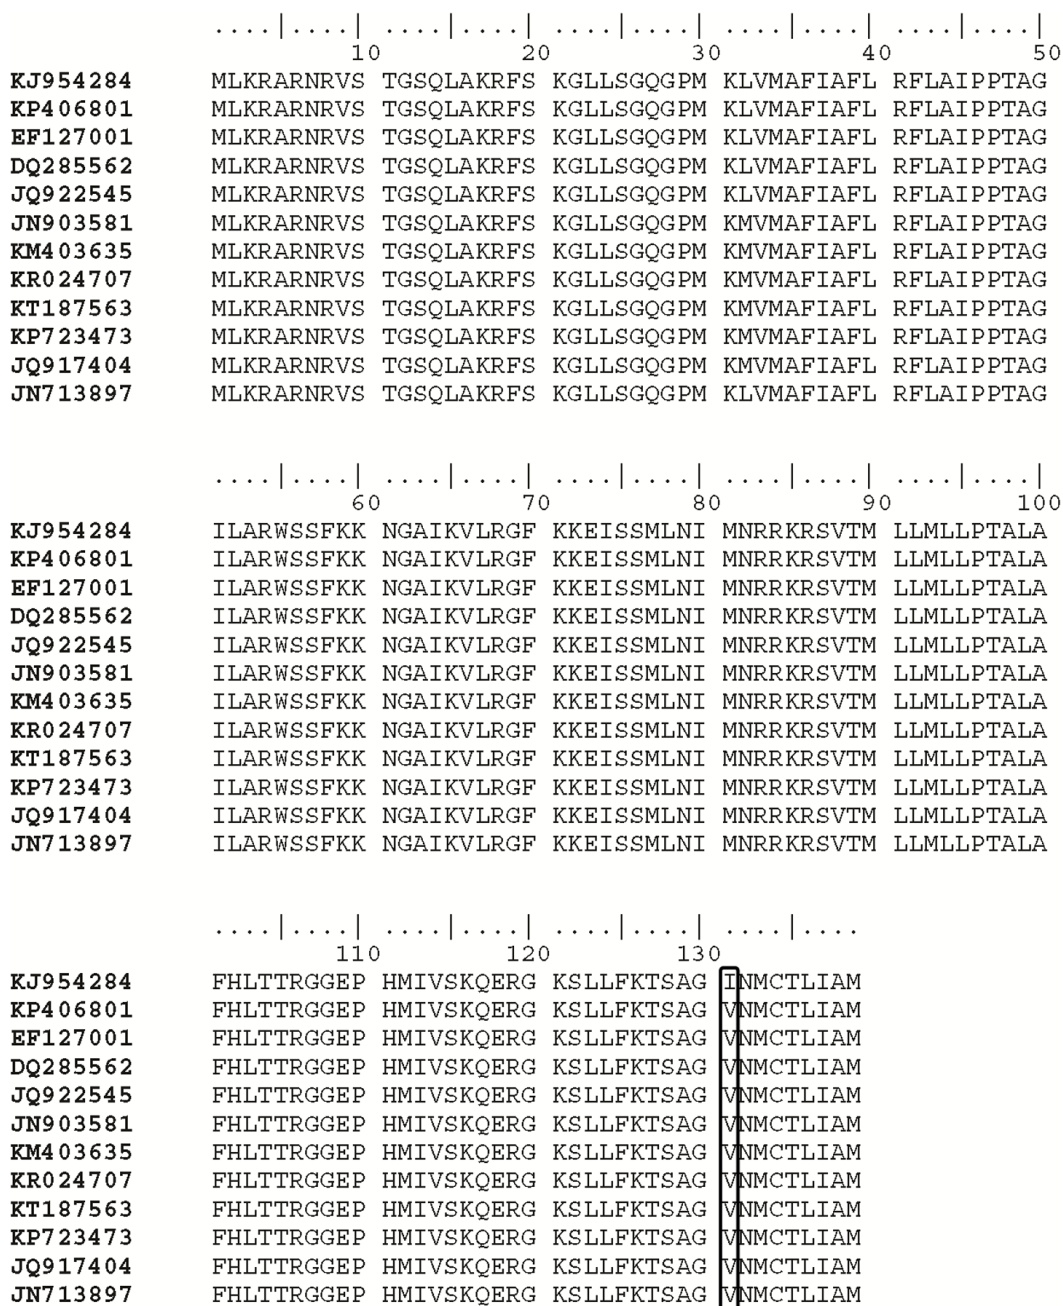 ....|....| ....|....| ....|....| ....|....| ....|....|
10 20 30 40 50
KJ954284 MLKRARNRVS TGSQLAKRFS KGLLSGQGPM KLVMAFIAFL RFLAIPPTAG
KP406801 MLKRARNRVS TGSQLAKRFS KGLLSGQGPM KLVMAFIAFL RFLAIPPTAG
EF127001 MLKRARNRVS TGSQLAKRFS KGLLSGQGPM KLVMAFIAFL RFLAIPPTAG
DQ285562 MLKRARNRVS TGSQLAKRFS KGLLSGQGPM KLVMAFIAFL RFLAIPPTAG
JQ922545 MLKRARNRVS TGSQLAKRFS KGLLSGQGPM KLVMAFIAFL RFLAIPPTAG
JN903581 MLKRARNRVS TGSQLAKRFS KGLLSGQGPM KMVMAFIAFL RFLAIPPTAG
KM403635 MLKRARNRVS TGSQLAKRFS KGLLSGQGPM KMVMAFIAFL RFLAIPPTAG
KR024707 MLKRARNRVS TGSQLAKRFS KGLLSGQGPM KMVMAFIAFL RFLAIPPTAG
KT187563 MLKRARNRVS TGSQLAKRFS KGLLSGQGPM KMVMAFIAFL RFLAIPPTAG
KP723473 MLKRARNRVS TGSQLAKRFS KGLLSGQGPM KMVMAFIAFL RFLAIPPTAG
JQ917404 MLKRARNRVS TGSQLAKRFS KGLLSGQGPM KMVMAFIAFL RFLAIPPTAG
JN713897 MLKRARNRVS TGSQLAKRFS KGLLSGQGPM KLVMAFIAFL RFLAIPPTAG
....|....| ....|....| ....|....| ....|....| ....|....|
60 70 80 90 100
KJ954284 ILARWSSFKK NGAIKVLRGF KKEISSMLNI MNRRKRSVTM LLMLLPTALA
KP406801 ILARWSSFKK NGAIKVLRGF KKEISSMLNI MNRRKRSVTM LLMLLPTALA
EF127001 ILARWSSFKK NGAIKVLRGF KKEISSMLNI MNRRKRSVTM LLMLLPTALA
DQ285562 ILARWSSFKK NGAIKVLRGF KKEISSMLNI MNRRKRSVTM LLMLLPTALA
JQ922545 ILARWSSFKK NGAIKVLRGF KKEISSMLNI MNRRKRSVTM LLMLLPTALA
JN903581 ILARWSSFKK NGAIKVLRGF KKEISSMLNI MNRRKRSVTM LLMLLPTALA
KM403635 ILARWSSFKK NGAIKVLRGF KKEISSMLNI MNRRKRSVTM LLMLLPTALA
KR024707 ILARWSSFKK NGAIKVLRGF KKEISSMLNI MNRRKRSVTM LLMLLPTALA
KT187563 ILARWSSFKK NGAIKVLRGF KKEISSMLNI MNRRKRSVTM LLMLLPTALA
KP723473 ILARWSSFKK NGAIKVLRGF KKEISSMLNI MNRRKRSVTM LLMLLPTALA
JQ917404 ILARWSSFKK NGAIKVLRGF KKEISSMLNI MNRRKRSVTM LLMLLPTALA
JN713897 ILARWSSFKK NGAIKVLRGF KKEISSMLNI MNRRKRSVTM LLMLLPTALA
....|....| ....|....| ....|....| ....|....
110 120 130
KJ954284 FHLTTRGGEP HMIVSKQERG KSLLFKTSAG INMCTLIAM
KP406801 FHLTTRGGEP HMIVSKQERG KSLLFKTSAG VNMCTLIAM
EF127001 FHLTTRGGEP HMIVSKQERG KSLLFKTSAG VNMCTLIAM
DQ285562 FHLTTRGGEP HMIVSKQERG KSLLFKTSAG VNMCTLIAM
JQ922545 FHLTTRGGEP HMIVSKQERG KSLLFKTSAG VNMCTLIAM
JN903581 FHLTTRGGEP HMIVSKQERG KSLLFKTSAG VNMCTLIAM
KM403635 FHLTTRGGEP HMIVSKQERG KSLLFKTSAG VNMCTLIAM
KR024707 FHLTTRGGEP HMIVSKQERG KSLLFKTSAG VNMCTLIAM
KT187563 FHLTTRGGEP HMIVSKQERG KSLLFKTSAG VNMCTLIAM
KP723473 FHLTTRGGEP HMIVSKQERG KSLLFKTSAG VNMCTLIAM
JQ917404 FHLTTRGGEP HMIVSKQERG KSLLFKTSAG VNMCTLIAM
JN713897 FHLTTRGGEP HMIVSKQERG KSLLFKTSAG VNMCTLIAM